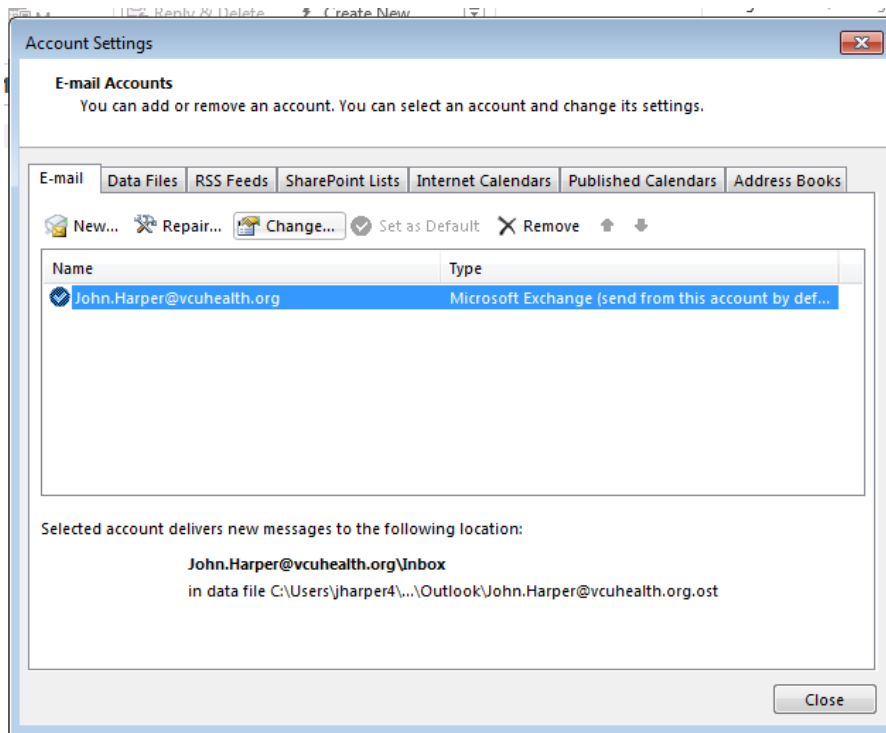 Reply & Delete Create New
Account Settings
E-mail Accounts
You can add or remove an account. You can select an account and change its settings.
E-mail Data Files RSS Feeds SharePoint Lists Internet Calendars Published Calendars Address Books
New... Repair... Change... Set as Default Remove
Name Type
John.Harper@vcuhealth.org Microsoft Exchange (send from this account by def...
Selected account delivers new messages to the following location:
John.Harper@vcuhealth.org\Inbox
in data file C:\Users\jharper4\...\Outlook\John.Harper@vcuhealth.org.ost
Close